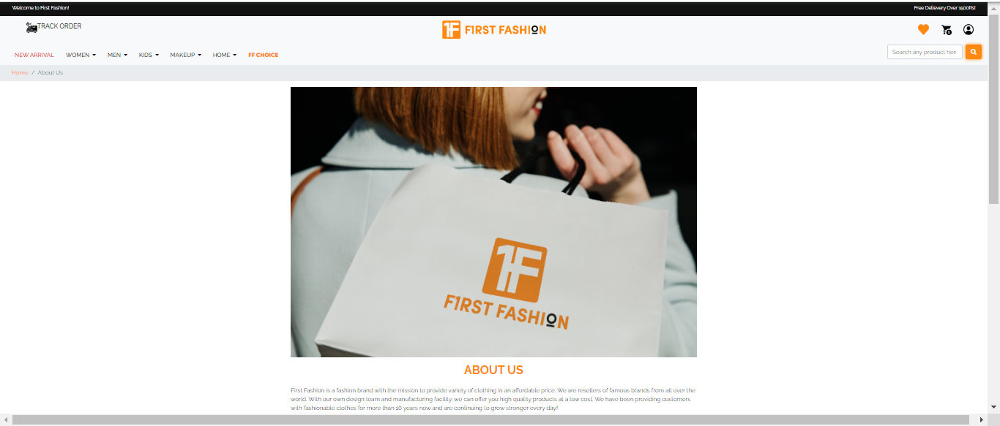 Welcome to First Fashion!
Free Delievery Over 1500Rs!
TRACK ORDER
1F F1RST FASHION
NEW ARRIVAL WOMEN MEN KIDS MAKEUP HOME FF CHOICE
Search any product here
Home / About Us
1F
F1RST FASHION
ABOUT US
First Fashion is a fashion brand with the mission to provide variety of clothing in an affordable price. We are resellers of famous brands from all over the
world. With our own design team and manufacturing facility, we can offer you high quality products at a low cost. We have been providing customers
with fashionable clothes for more than 10 years now and are continuing to grow stronger every day!